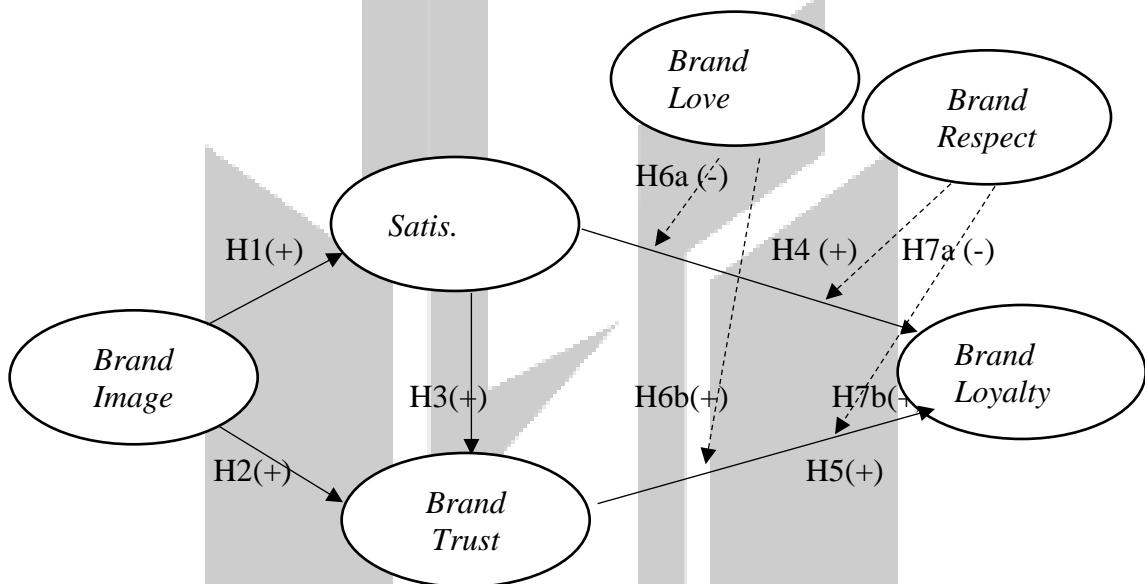 Brand
Love
Brand
Respect
H6a (-)
Satis.
H1(+)
H4 (+)
H7a (-)
Brand
Image
Brand
Loyalty
H3(+)
H6b(+)
H7b(+
H2(+)
H5(+)
Brand
Trust